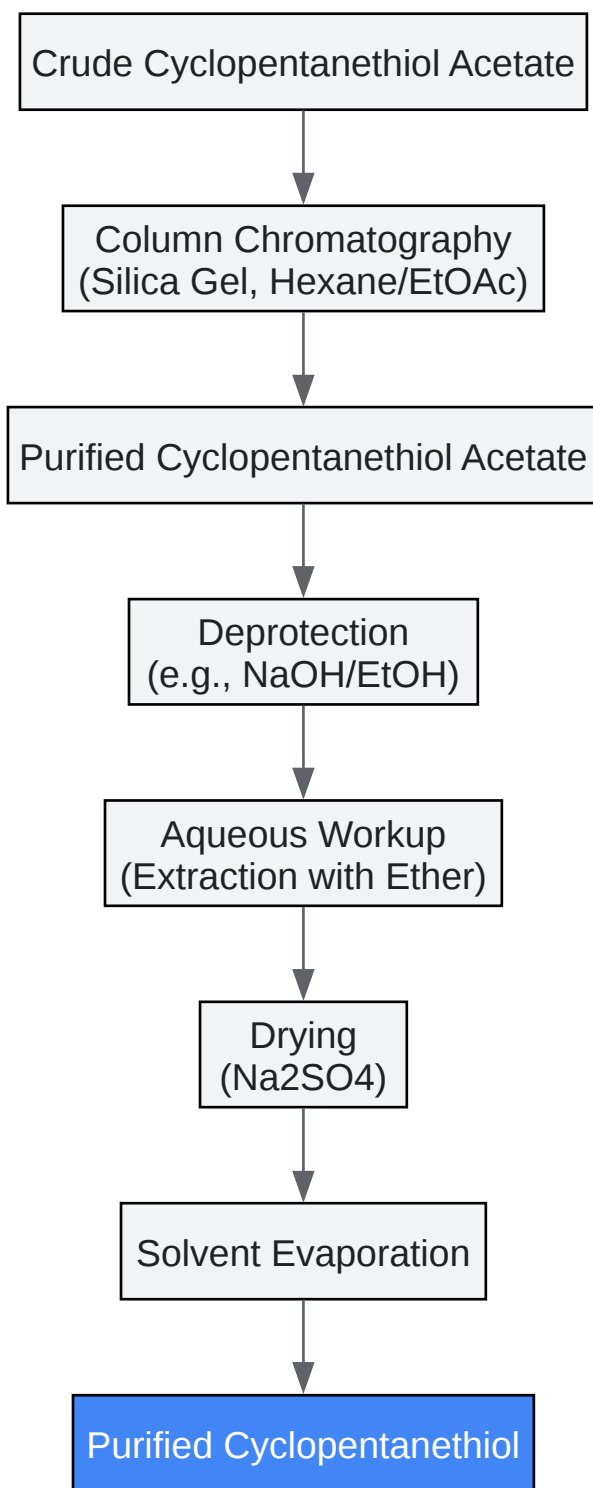 Crude Cyclopentanethiol Acetate
Column Chromatography
(Silica Gel, Hexane/EtOAc)
Purified Cyclopentanethiol Acetate
Deprotection
(e.g., NaOH/EtOH)
Aqueous Workup
(Extraction with Ether)
Drying
(Na2SO4)
Solvent Evaporation
Purified Cyclopentanethiol